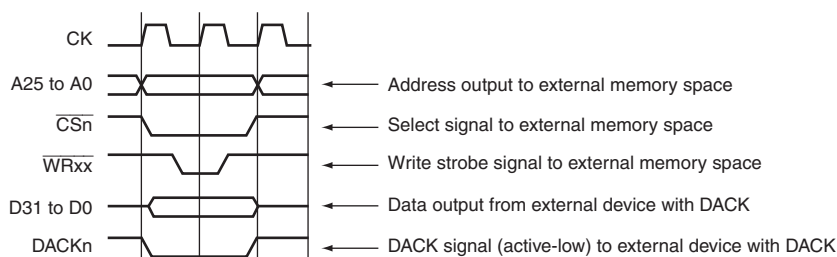 CK
A25 to A0 Address output to external memory space
CSn Select signal to external memory space
WRxx Write strobe signal to external memory space
D31 to D0 Data output from external device with DACK
DACKn DACK signal (active-low) to external device with DACK